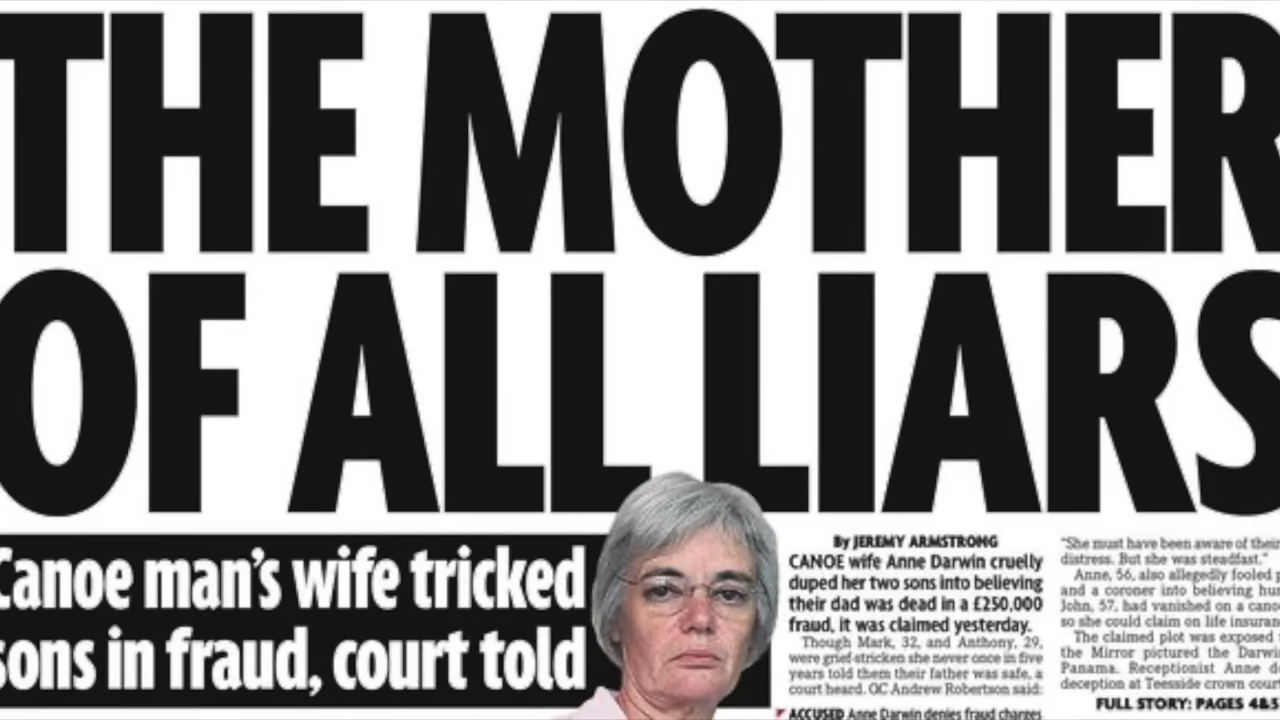 THE MOTHER
OF ALL LIARS
Canoe man's wife tricked
sons in fraud, court told
By JEREMY ARMSTRONG
CANOE wife Anne Darwin cruelly
duped her two sons into believing
their dad was dead in a £250,000
fraud, it was claimed yesterday.
Though Mark, 32, and Anthony, 29,
were grief-stricken she never once in five
years told them their father was safe, a
court heard. QC Andrew Robertson said:
ACCUSED Anne Darwin denies fraud charges
"She must have been aware of their
distress. But she was steadfast."
Anne, 56, also allegedly fooled
and a coroner into believing
John, 57, had vanished on a
so she could claim on life
The claimed plot was exposed
the Mirror pictured the
Panama. Receptionist Anne
deception at Teesside crown
FULL STORY: PAGES 4&5